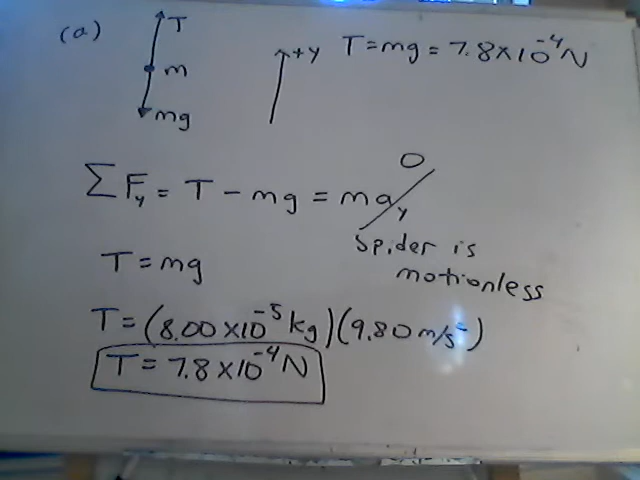 (a) T
m
mg
+y T = mg = 7.8×10⁻⁴ N
ΣF_y = T - mg = ma_y 0
spider is
motionless
T = mg
T = (8.00×10⁻⁵ kg)(9.80 m/s²)
T = 7.8×10⁻⁴ N